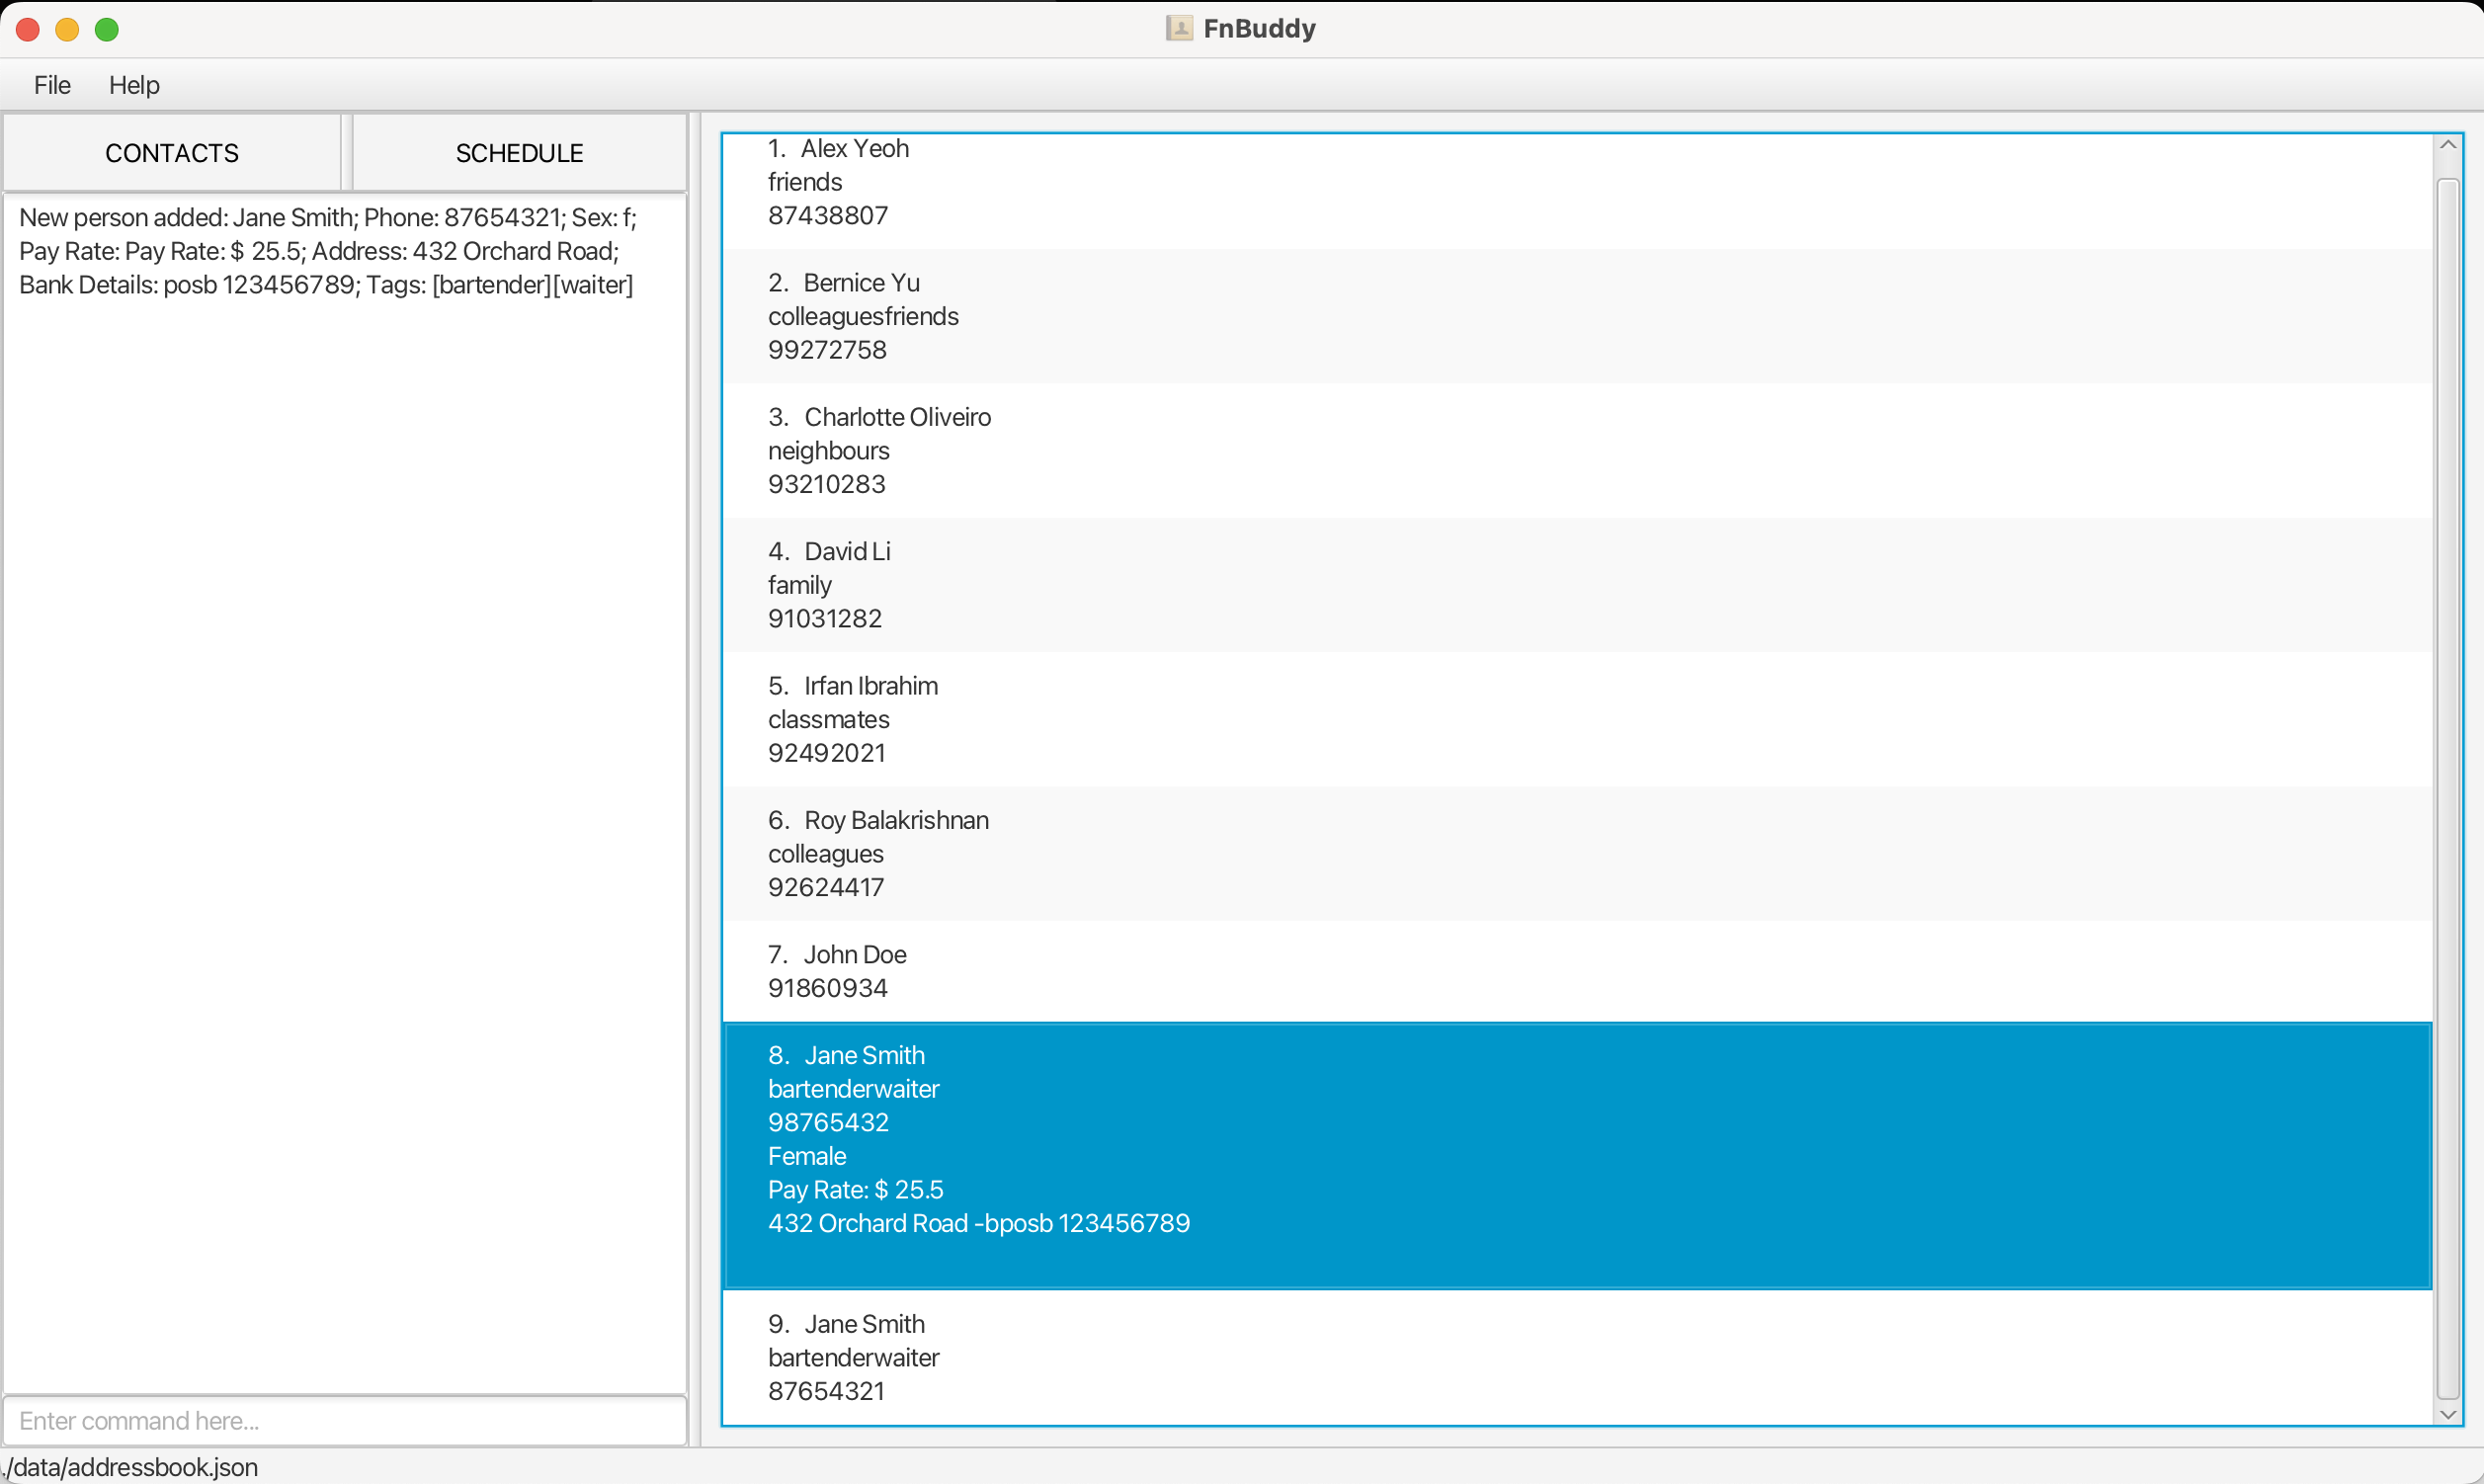 FnBuddy
File Help
CONTACTS SCHEDULE
New person added: Jane Smith; Phone: 87654321; Sex: f;
Pay Rate: Pay Rate: $ 25.5; Address: 432 Orchard Road;
Bank Details: posb 123456789; Tags: [bartender][waiter]
Enter command here...
1. Alex Yeoh
friends
87438807
2. Bernice Yu
colleaguesfriends
99272758
3. Charlotte Oliveiro
neighbours
93210283
4. David Li
family
91031282
5. Irfan Ibrahim
classmates
92492021
6. Roy Balakrishnan
colleagues
92624417
7. John Doe
91860934
8. Jane Smith
bartenderwaiter
98765432
Female
Pay Rate: $ 25.5
432 Orchard Road -bposb 123456789
9. Jane Smith
bartenderwaiter
87654321
./data/addressbook.json